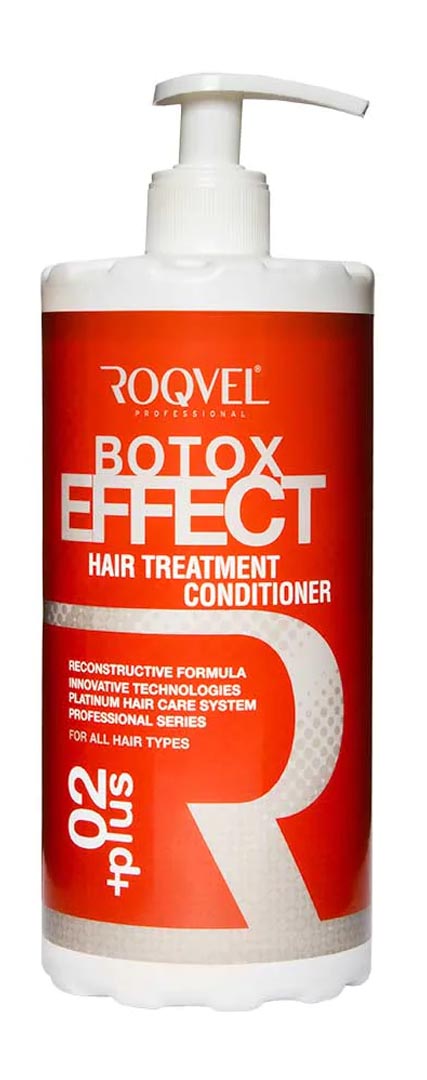 ROQVEL®
PROFESSIONAL
BOTOX
EFFECT
HAIR TREATMENT
CONDITIONER
RECONSTRUCTIVE FORMULA
INNOVATIVE TECHNOLOGIES
PLATINUM HAIR CARE SYSTEM
PROFESSIONAL SERIES
FOR ALL HAIR TYPES
02
+plus